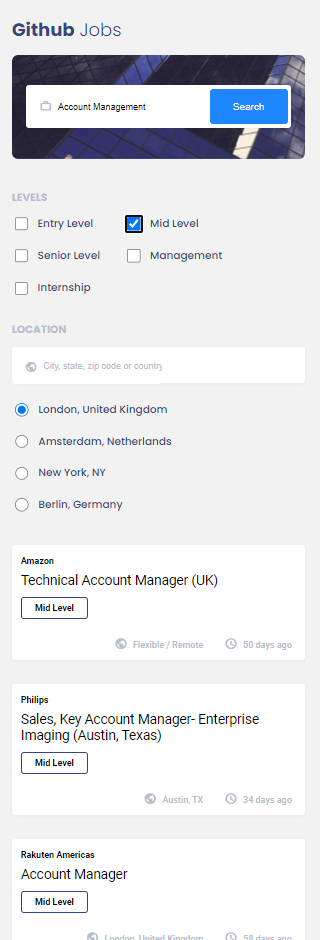 Github Jobs
Account Management
Search
LEVELS
Entry Level
Mid Level
Senior Level
Management
Internship
LOCATION
City, state, zip code or country
London, United Kingdom
Amsterdam, Netherlands
New York, NY
Berlin, Germany
Amazon
Technical Account Manager (UK)
Mid Level
Flexible / Remote
50 days ago
Philips
Sales, Key Account Manager- Enterprise
Imaging (Austin, Texas)
Mid Level
Austin, TX
34 days ago
Rakuten Americas
Account Manager
Mid Level
London, United Kingdom
58 days ago